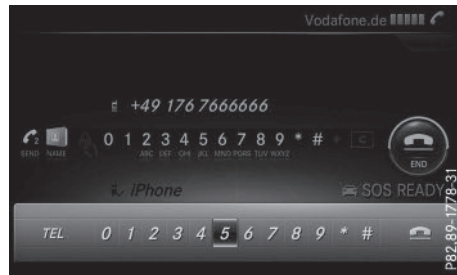 Vodafone.de
+49 176 7666666
0 1 2 3 4 5 6 7 8 9 * # + C
ABC DEF GHI JKL MNO PQRS TUV WXYZ
SEND NAME
END
iPhone
SOS READY
TEL 0 1 2 3 4 5 6 7 8 9 * #
P82.89-1778-31